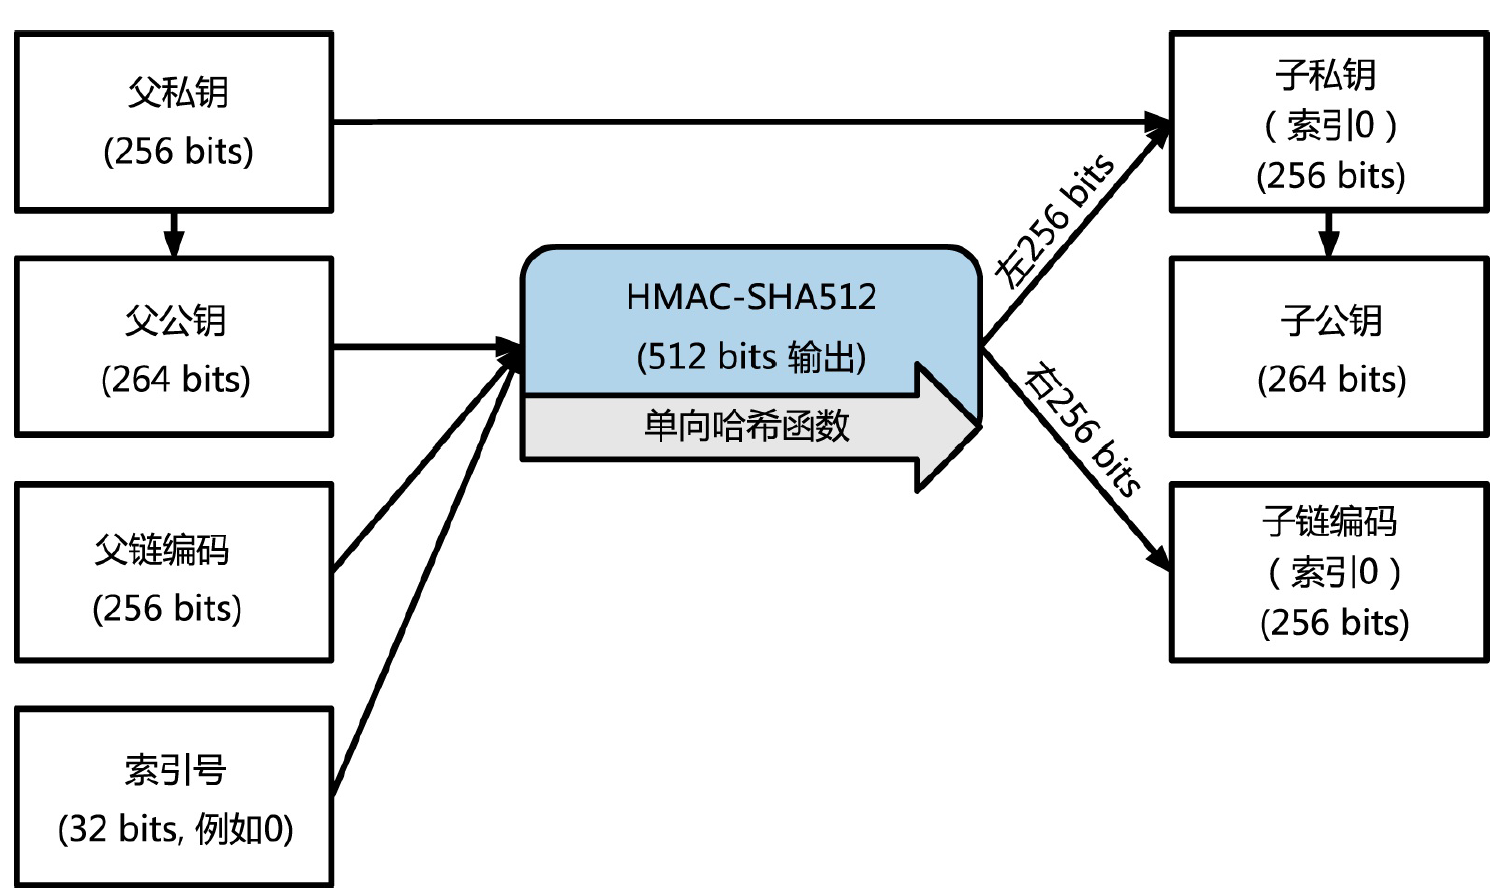 父私钥
(256 bits)
父公钥
(264 bits)
父链编码
(256 bits)
索引号
(32 bits, 例如0)
HMAC-SHA512
(512 bits 输出)
单向哈希函数
左256 bits
右256 bits
子私钥
(索引0)
(256 bits)
子公钥
(264 bits)
子链编码
(索引0)
(256 bits)